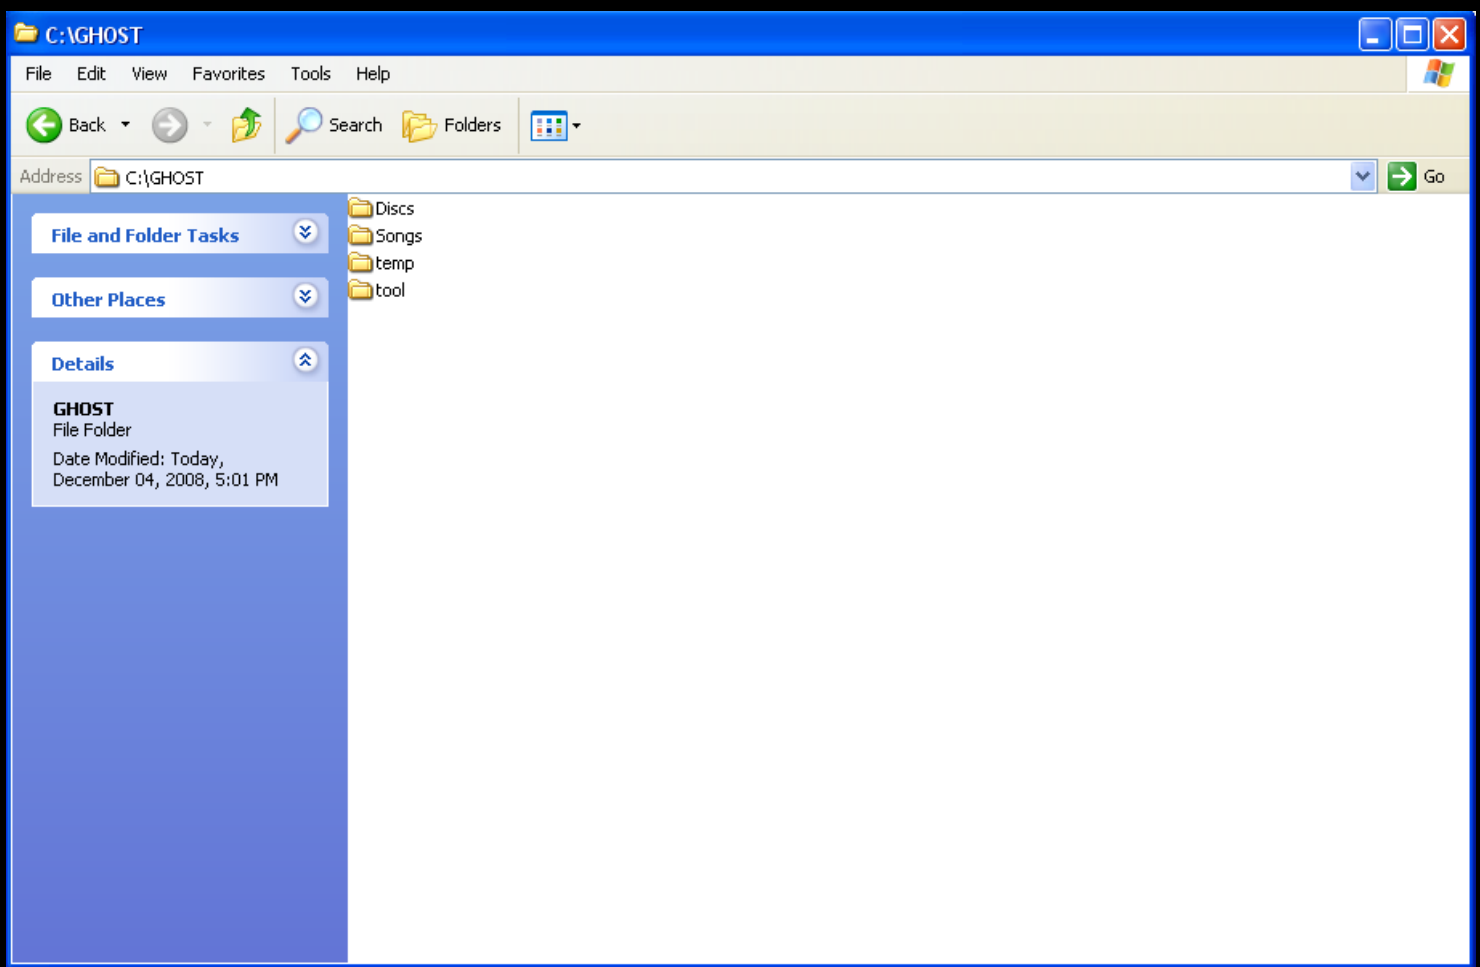 C:\GHOST
File Edit View Favorites Tools Help
Back Search Folders
Address C:\GHOST Go
File and Folder Tasks
Other Places
Details
GHOST
File Folder
Date Modified: Today,
December 04, 2008, 5:01 PM
Discs
Songs
temp
tool